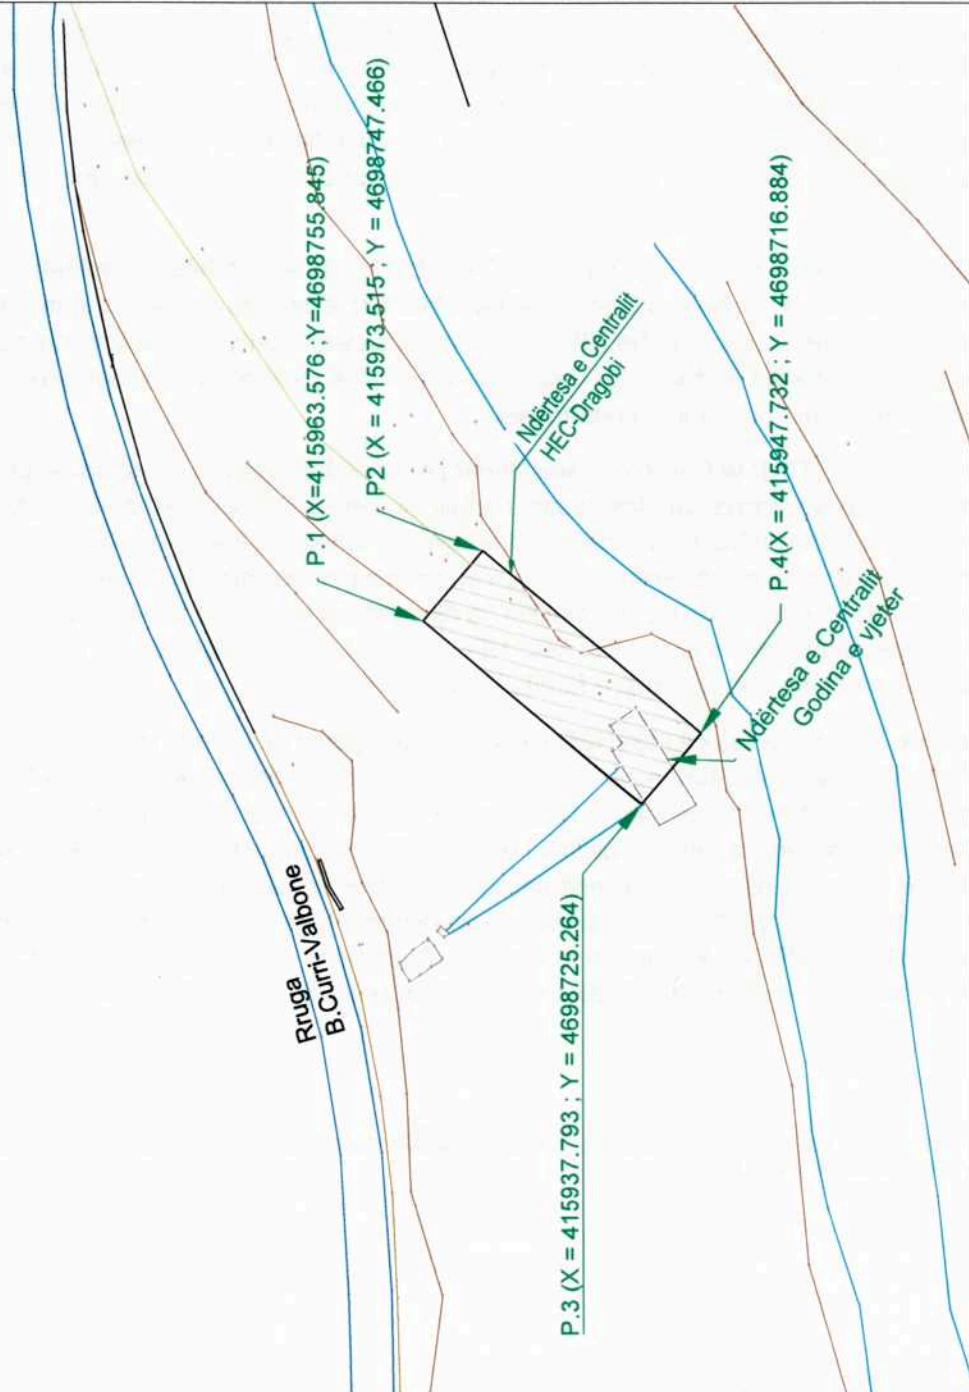 P.1 (X=415963.576 ;Y=4698755.845)
P2 (X = 415973.515 ; Y = 4698747.466)
Ndërtesa e Centralit
HEC-Dragobi
P.4(X = 415947.732 ; Y = 4698716.884)
Ndërtesa e Centralit
Godina e vjeter
Rruga
B.Curri-Valbone
P.3 (X = 415937.793 ; Y = 4698725.264)